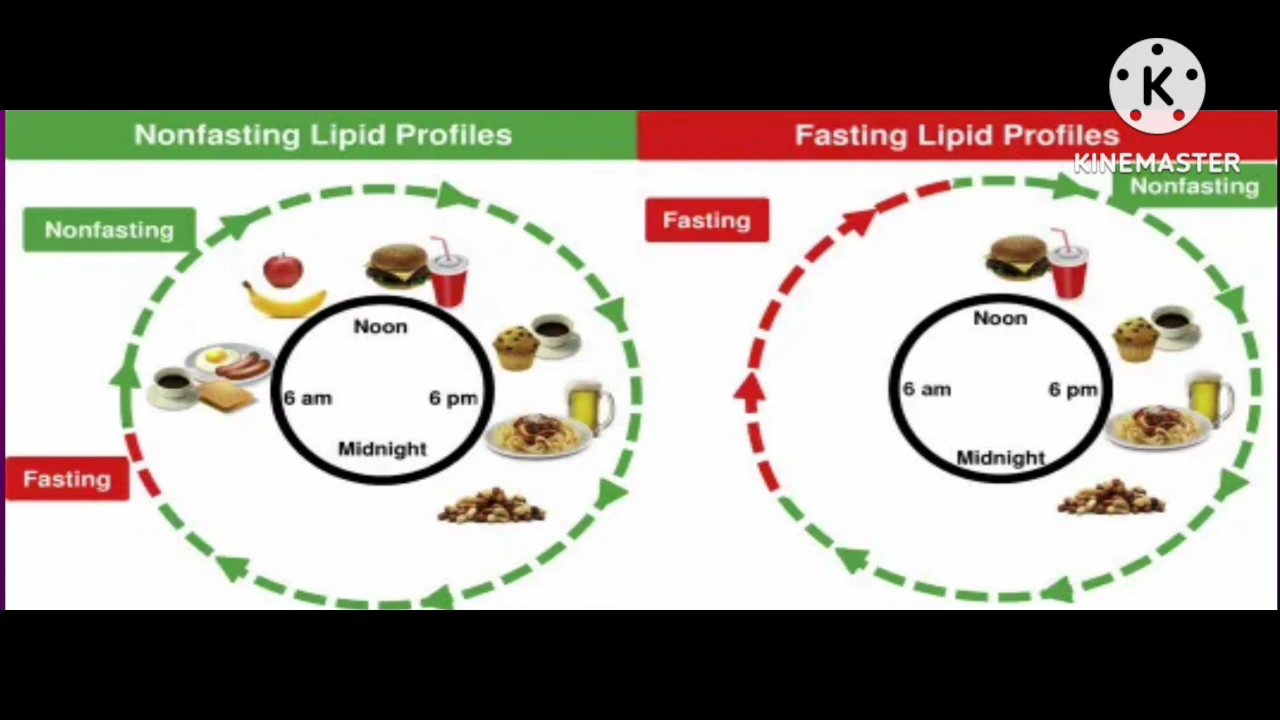 K
KINEMASTER
Nonfasting Lipid Profiles
Nonfasting
Noon
6 am
6 pm
Midnight
Fasting
Fasting Lipid Profiles
Nonfasting
Fasting
Noon
6 am
6 pm
Midnight